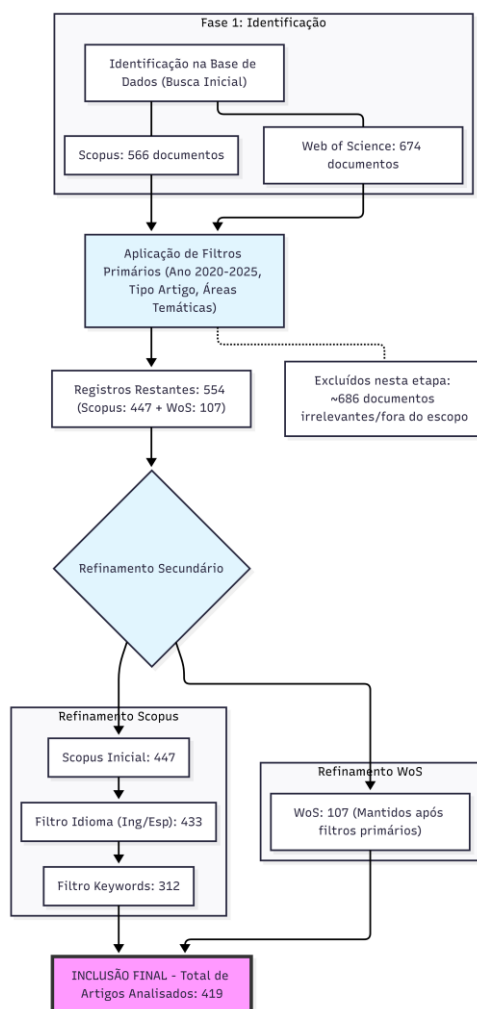 Fase 1: Identificação
Identificação na Base de
Dados (Busca Inicial)
Scopus: 566 documentos
Web of Science: 674
documentos
Aplicação de Filtros
Primários (Ano 2020-2025,
Tipo Artigo, Áreas
Temáticas)
Registros Restantes: 554
(Scopus: 447 + WoS: 107)
Excluídos nesta etapa:
~686 documentos
irrelevantes/fora do escopo
Refinamento Secundário
Refinamento Scopus
Scopus Inicial: 447
Filtro Idioma (Ing/Esp): 433
Filtro Keywords: 312
Refinamento WoS
WoS: 107 (Mantidos após
filtros primários)
INCLUSÃO FINAL - Total de
Artigos Analisados: 419